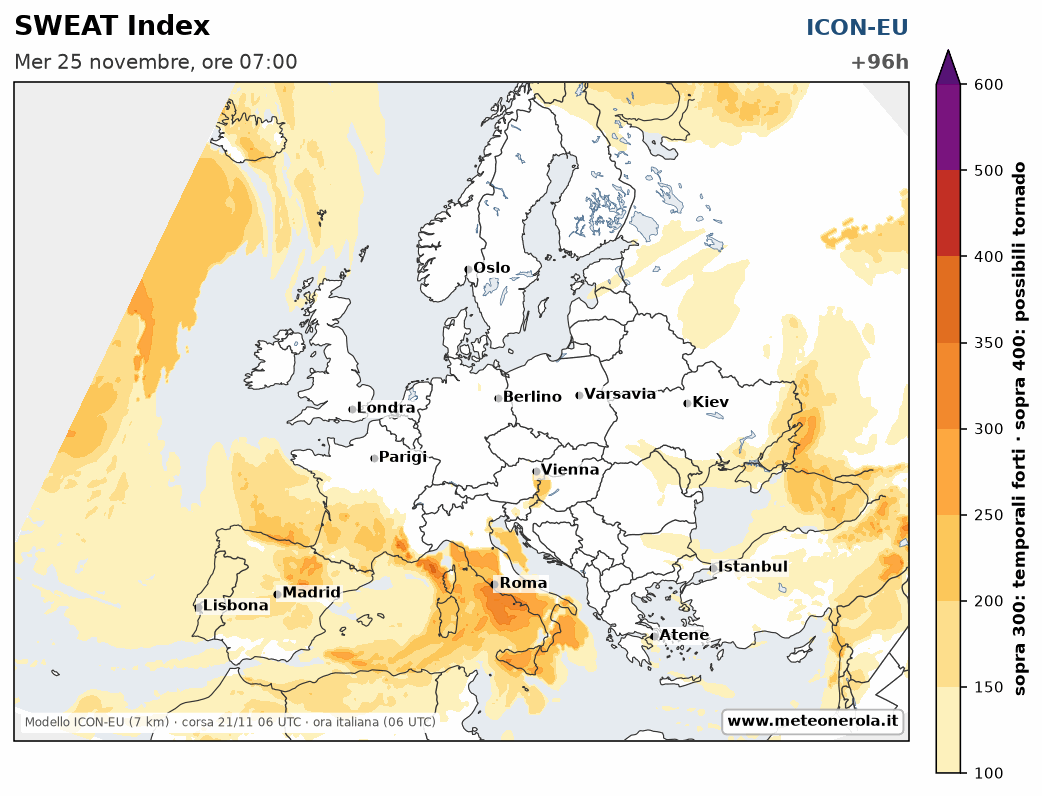 SWEAT Index
ICON-EU
Mer 25 novembre, ore 07:00
+96h
Oslo
Londra
Berlino
Varsavia
Kiev
Parigi
Vienna
Istanbul
Roma
Madrid
Lisbona
Atene
Modello ICON-EU (7 km) · corsa 21/11 06 UTC · ora italiana (06 UTC)
www.meteonerola.it
600
500
400
350
300
250
200
150
100
sopra 300: temporali forti · sopra 400: possibili tornado